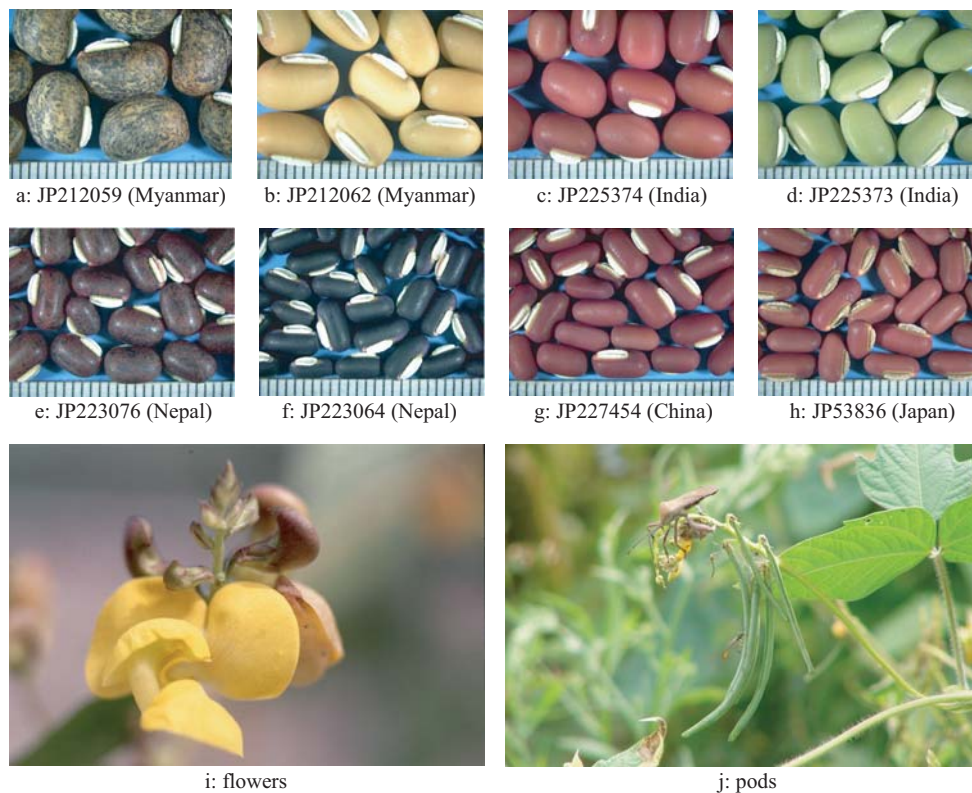 a: JP212059 (Myanmar)
b: JP212062 (Myanmar)
c: JP225374 (India)
d: JP225373 (India)
e: JP223076 (Nepal)
f: JP223064 (Nepal)
g: JP227454 (China)
h: JP53836 (Japan)
i: flowers
j: pods